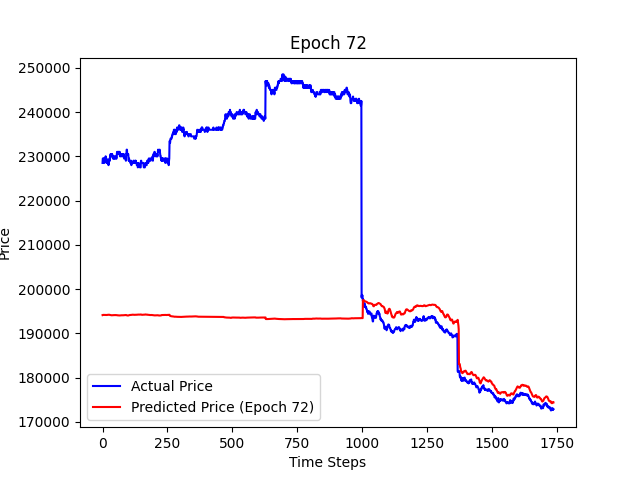 Epoch 72
Price
250000
240000
230000
220000
210000
200000
190000
180000
170000
Actual Price
Predicted Price (Epoch 72)
0 250 500 750 1000 1250 1500 1750
Time Steps